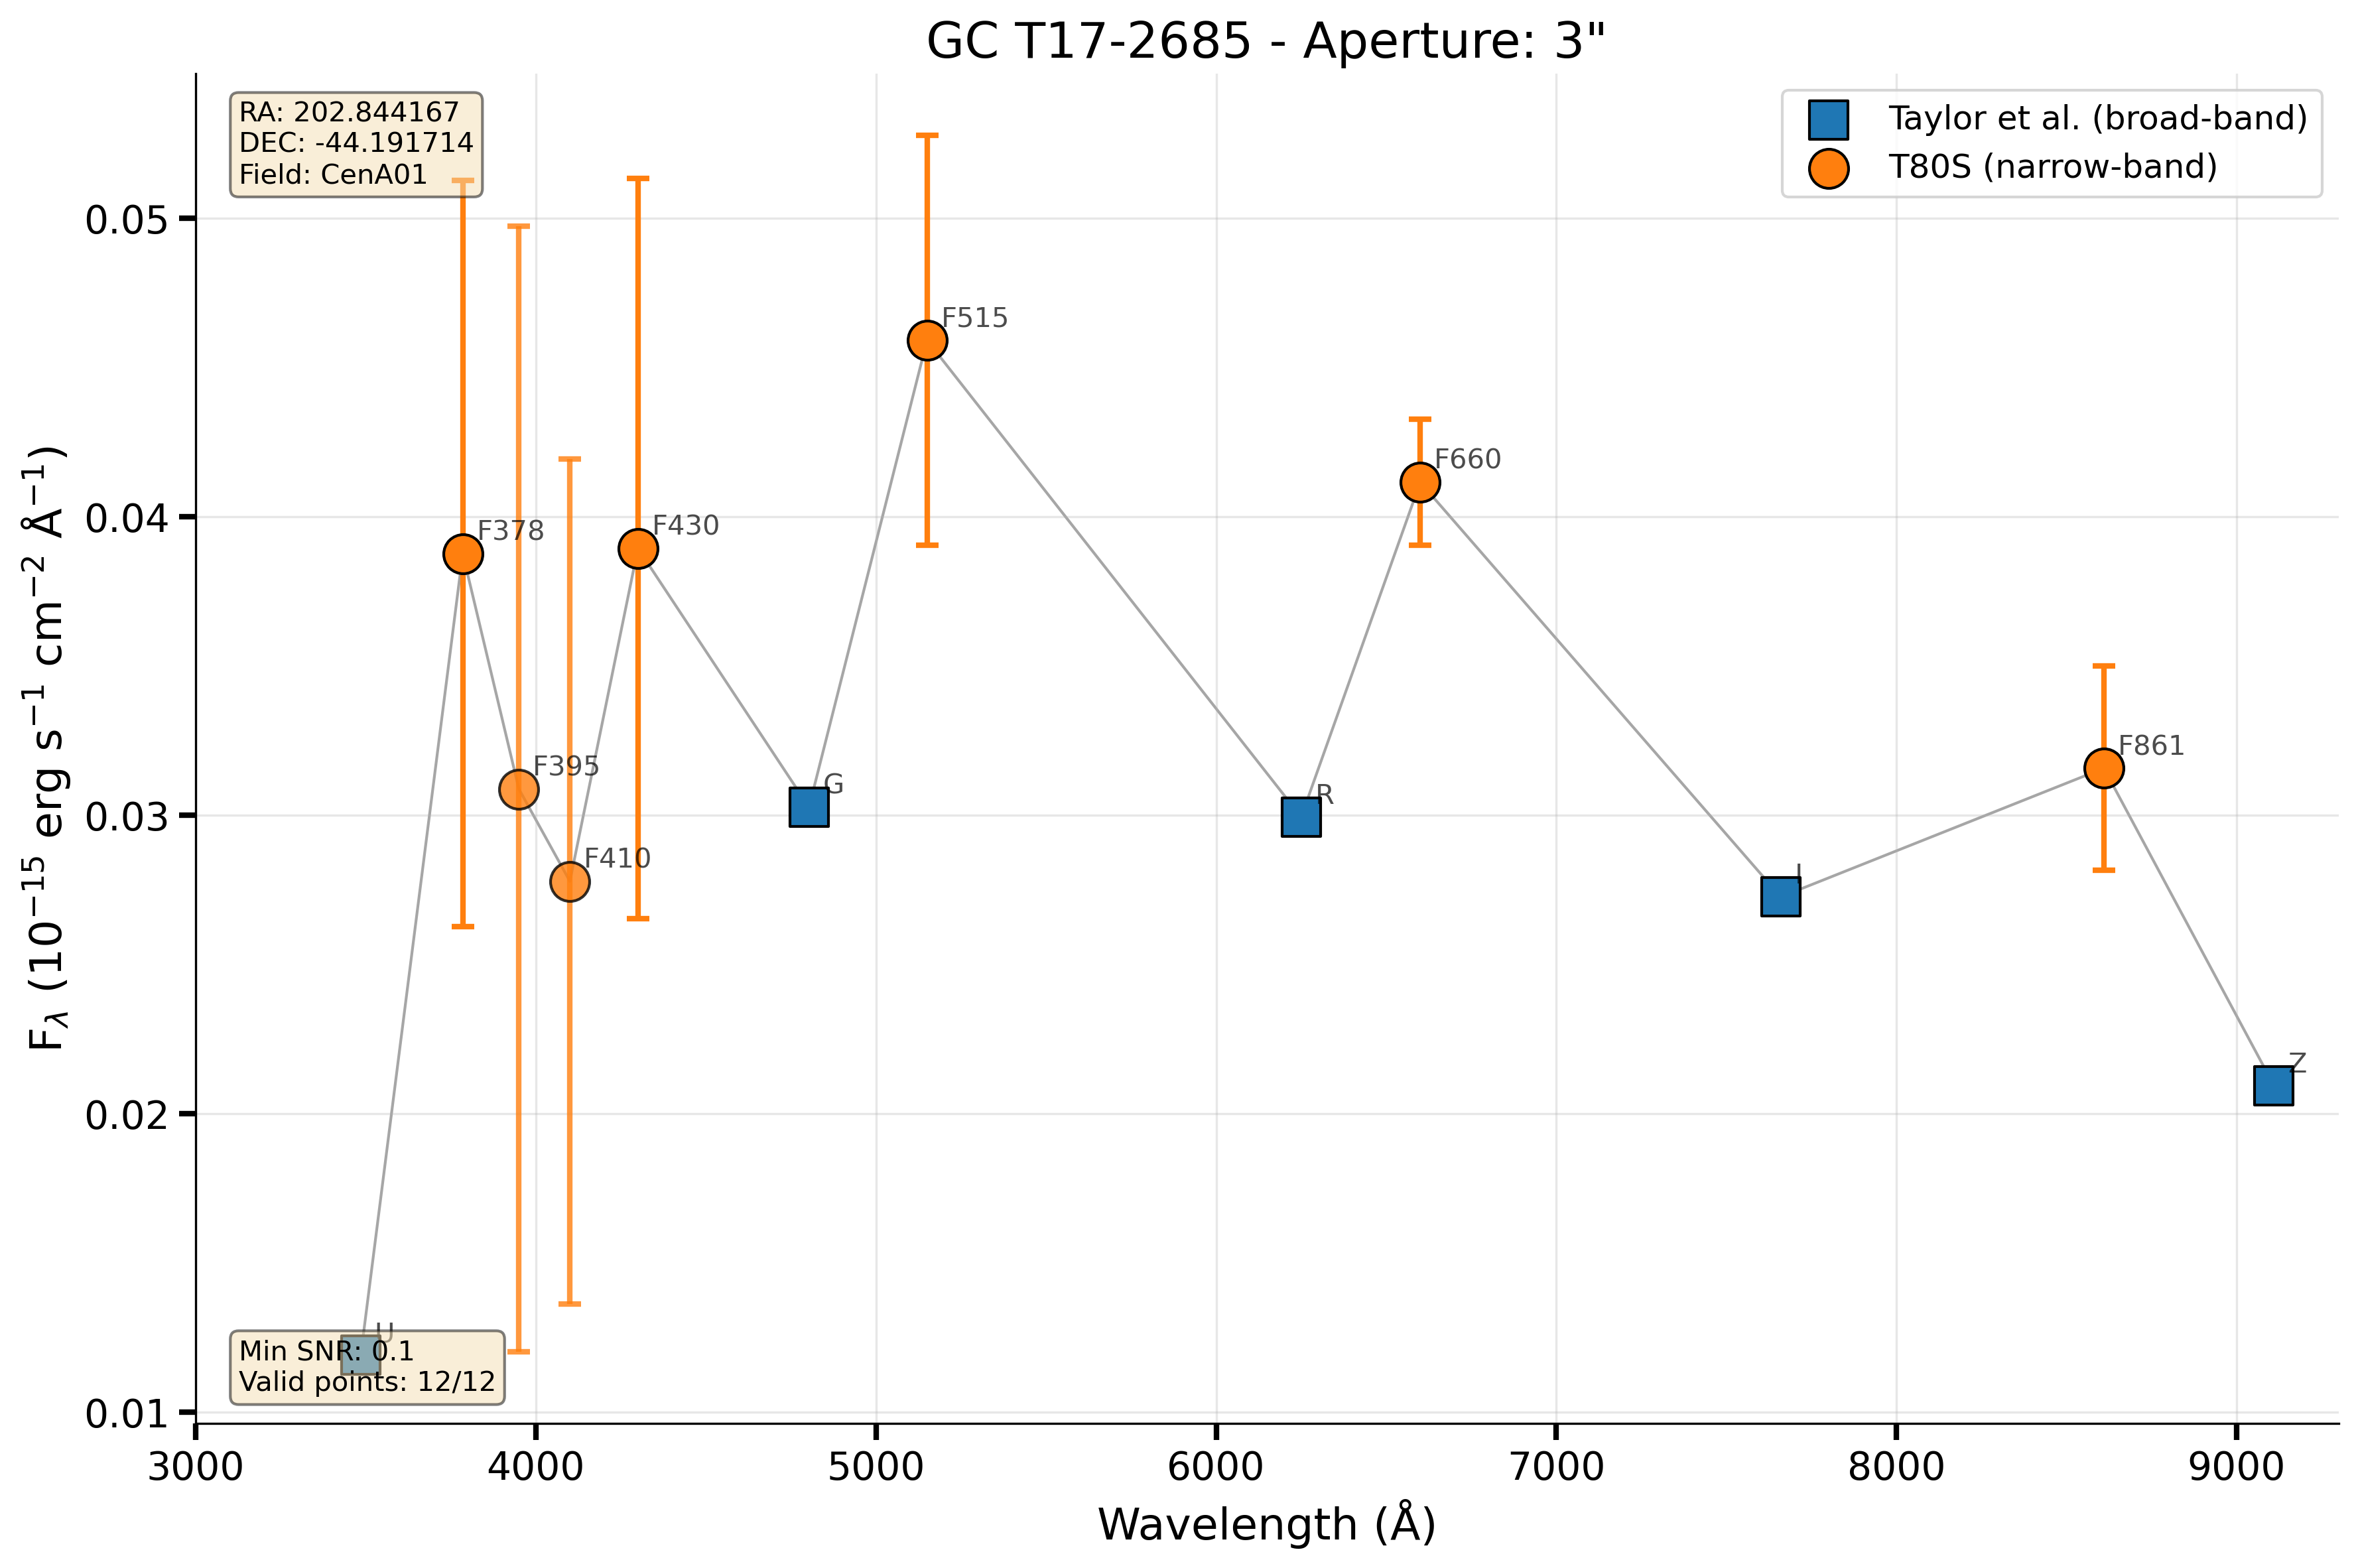 GC T17-2685 - Aperture: 3"
RA: 202.844167
DEC: -44.191714
Field: CenA01
Taylor et al. (broad-band)
T80S (narrow-band)
0.05
0.04
0.03
0.02
0.01
F515
F660
F378
F430
F395
F410
G
R
I
F861
Z
U
Min SNR: 0.1
Valid points: 12/12
3000 4000 5000 6000 7000 8000 9000
Wavelength (Å)
Fλ (10⁻¹⁵ erg s⁻¹ cm⁻² Å⁻¹)